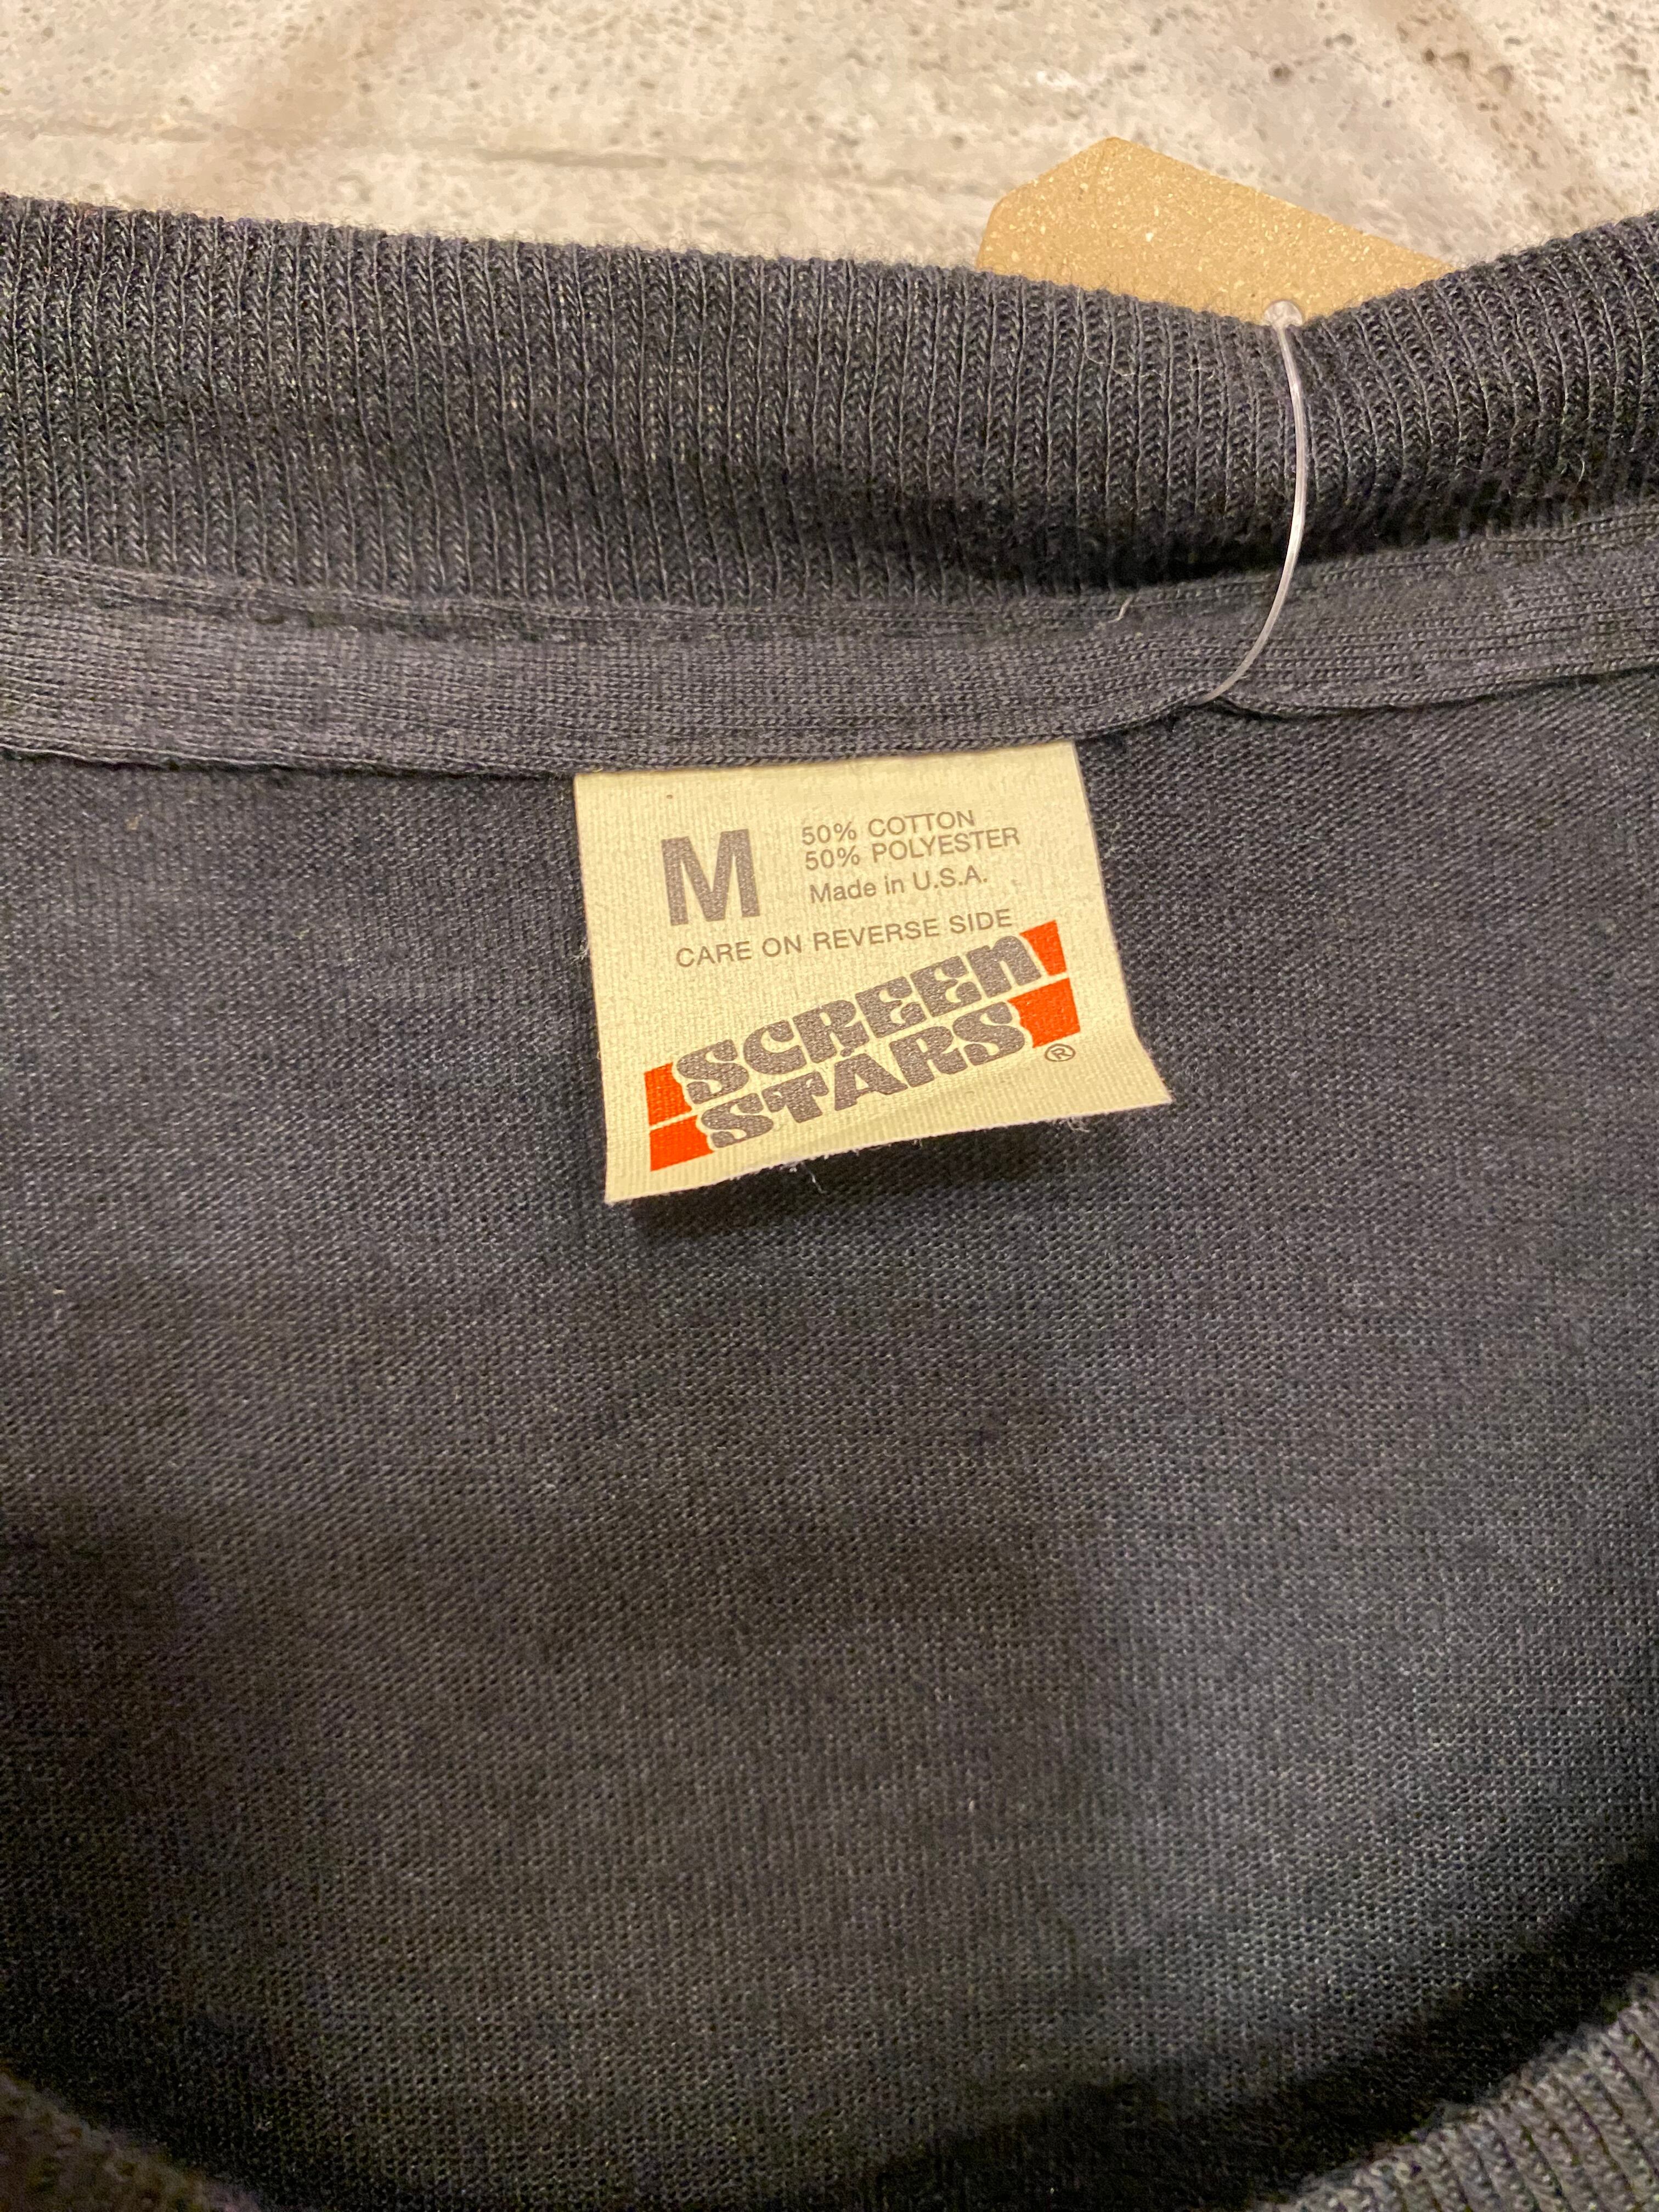 M
50% COTTON
50% POLYESTER
Made in U.S.A.
CARE ON REVERSE SIDE
SCREEN
STARS®